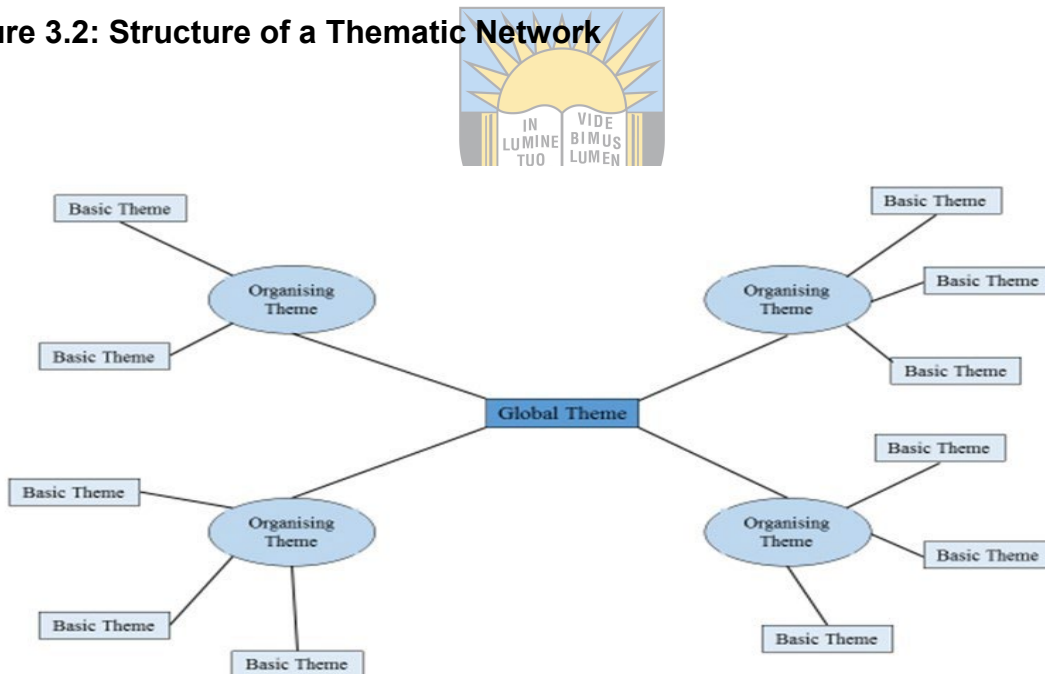 ure 3.2: Structure of a Thematic Network
IN
LUMINE
TUO
VIDE
BIMUS
LUMEN
Basic Theme
Basic Theme
Organising
Theme
Organising
Theme
Basic Theme
Basic Theme
Basic Theme
Global Theme
Basic Theme
Basic Theme
Organising
Theme
Organising
Theme
Basic Theme
Basic Theme
Basic Theme
Basic Theme
Basic Theme